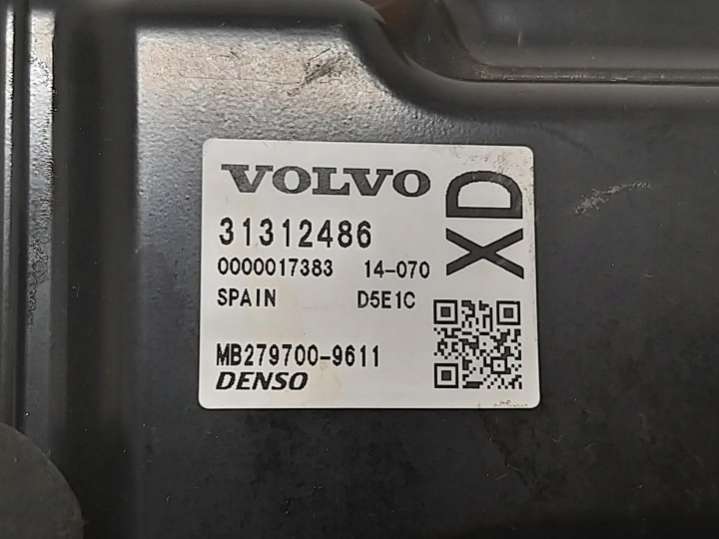 VOLVO
XD
31312486
0000017383 14-070
SPAIN D5E1C
MB279700-9611
DENSO